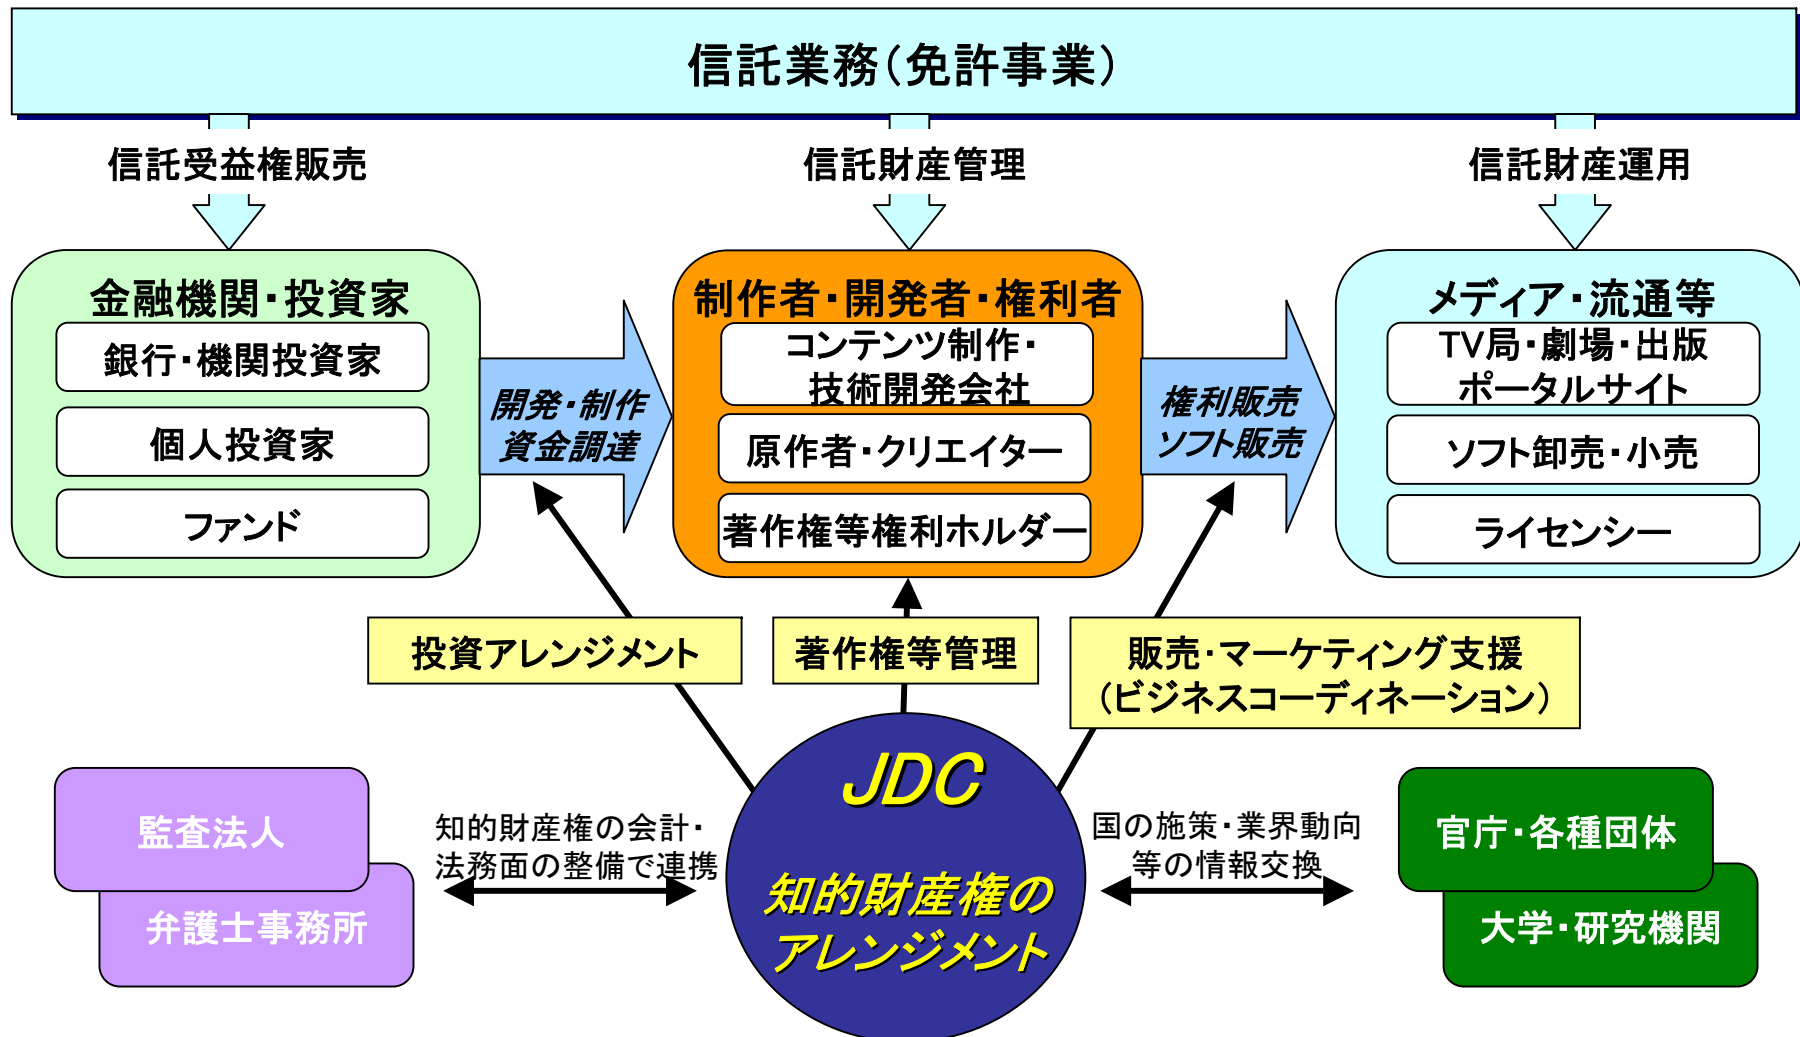 信託業務（免許事業）
信託受益権販売
信託財産管理
信託財産運用
金融機関・投資家
銀行・機関投資家
個人投資家
ファンド
開発・制作
資金調達
制作者・開発者・権利者
コンテンツ制作・
技術開発会社
原作者・クリエイター
著作権等権利ホルダー
権利販売
ソフト販売
メディア・流通等
TV局・劇場・出版
ポータルサイト
ソフト卸売・小売
ライセンシー
投資アレンジメント
著作権等管理
販売・マーケティング支援
（ビジネスコーディネーション）
監査法人
弁護士事務所
知的財産権の会計・
法務面の整備で連携
JDC
知的財産権の
アレンジメント
国の施策・業界動向
等の情報交換
官庁・各種団体
大学・研究機関